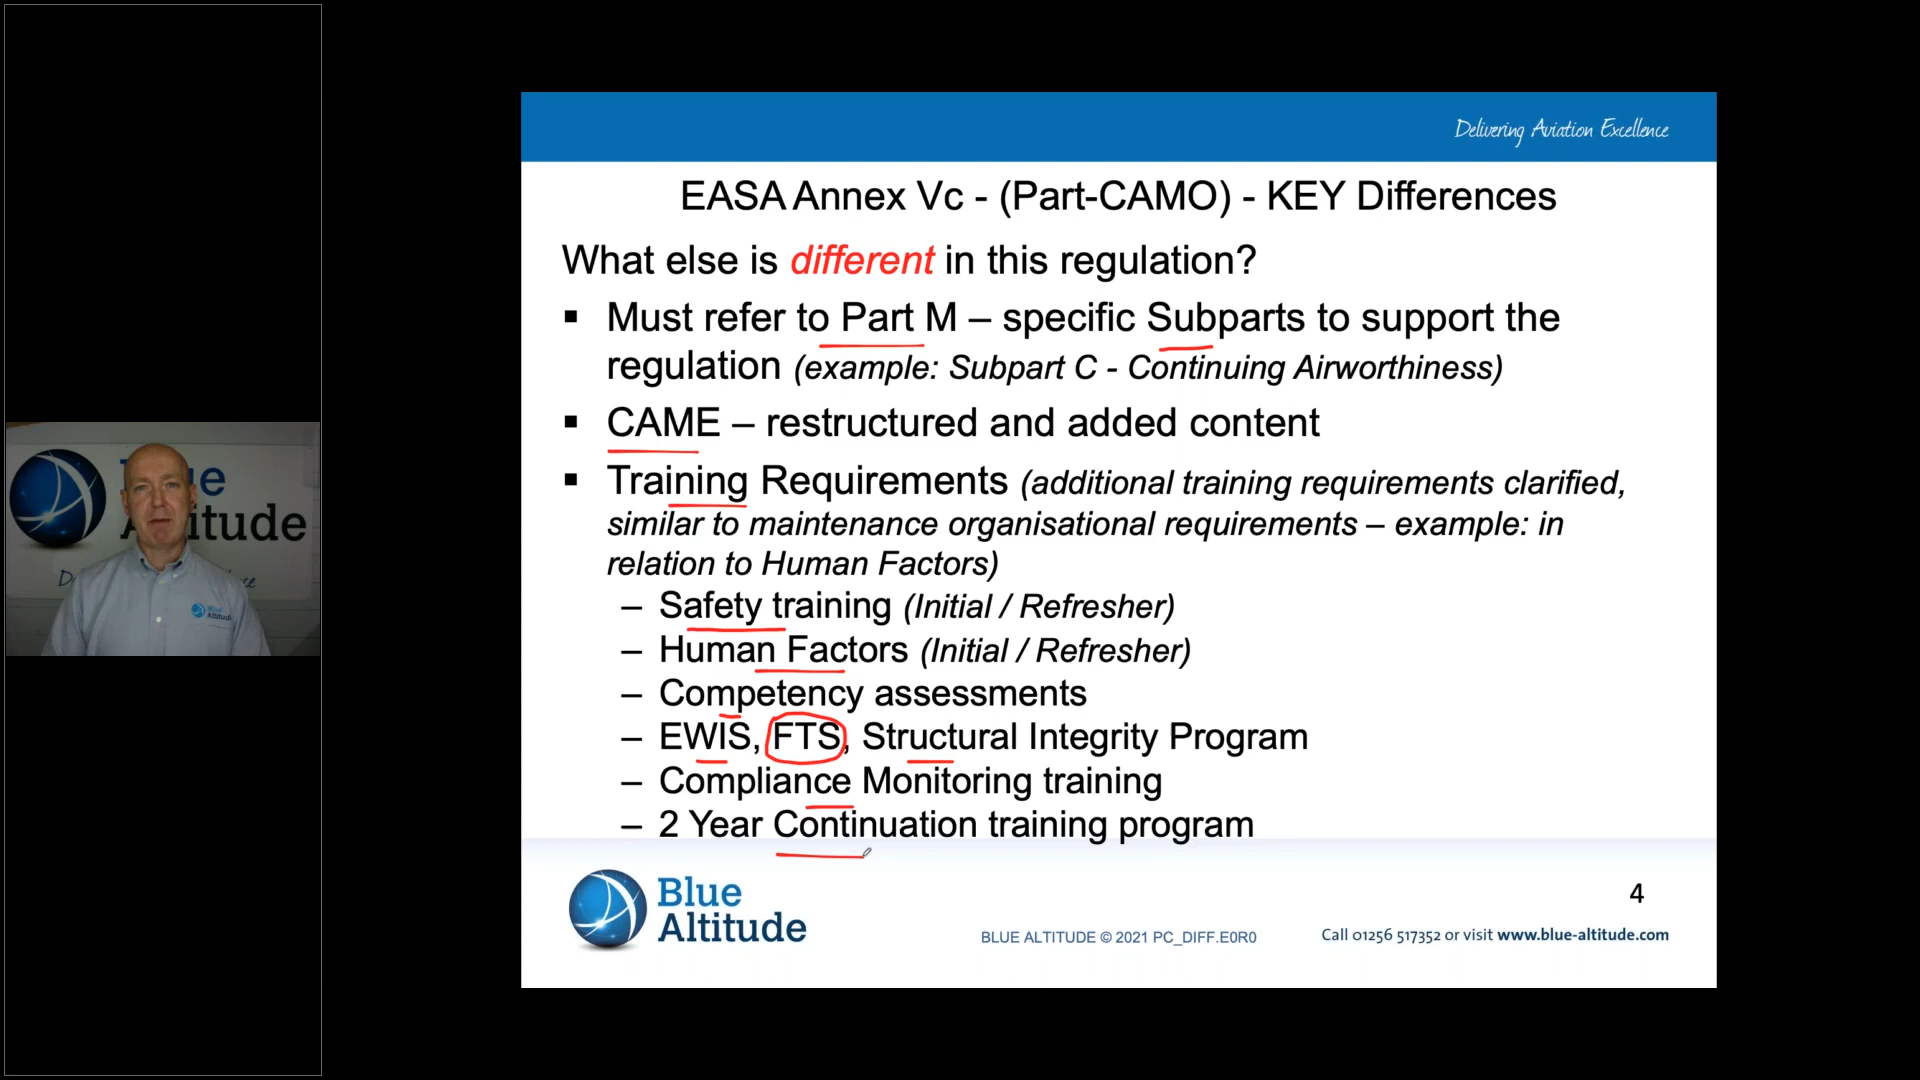 Delivering Aviation Excellence
EASA Annex Vc - (Part-CAMO) - KEY Differences
What else is different in this regulation?
▪ Must refer to Part M – specific Subparts to support the
regulation (example: Subpart C - Continuing Airworthiness)
▪ CAME – restructured and added content
▪ Training Requirements (additional training requirements clarified,
similar to maintenance organisational requirements – example: in
relation to Human Factors)
– Safety training (Initial / Refresher)
– Human Factors (Initial / Refresher)
– Competency assessments
– EWIS, FTS, Structural Integrity Program
– Compliance Monitoring training
– 2 Year Continuation training program
Blue
Altitude
BLUE ALTITUDE © 2021 PC_DIFF.E0R0
Call 01256 517352 or visit www.blue-altitude.com
4
Altitude
Blue
Altitude